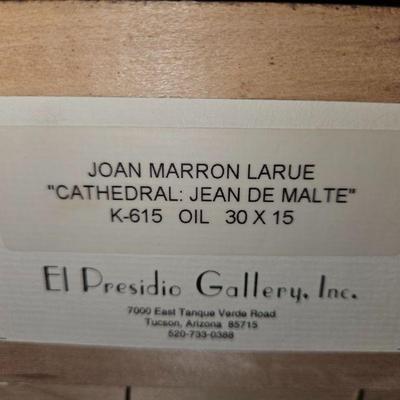 JOAN MARRON LARUE
"CATHEDRAL: JEAN DE MALTE"
K-615 OIL 30 X 15
El Presidio Gallery, Inc.
7000 East Tanque Verde Road
Tucson, Arizona 85715
520-733-0388